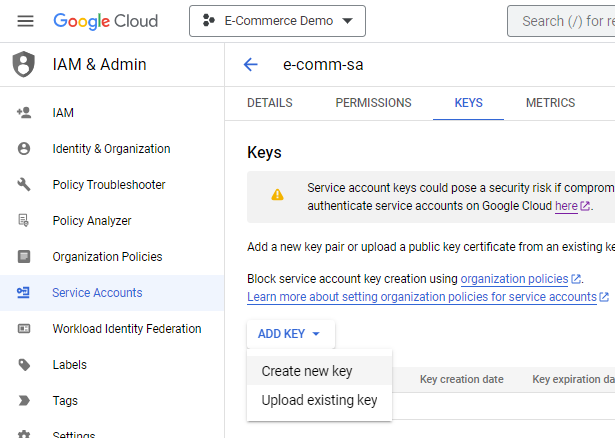 Google Cloud
E-Commerce Demo
Search (/) for re
IAM & Admin
e-comm-sa
DETAILS
PERMISSIONS
KEYS
METRICS
IAM
Identity & Organization
Policy Troubleshooter
Policy Analyzer
Organization Policies
Service Accounts
Workload Identity Federation
Labels
Tags
Settings
Keys
Service account keys could pose a security risk if comprom
authenticate service accounts on Google Cloud here.
Add a new key pair or upload a public key certificate from an existing ke
Block service account key creation using organization policies.
Learn more about setting organization policies for service accounts
ADD KEY
Create new key
Upload existing key
Key creation date
Key expiration da